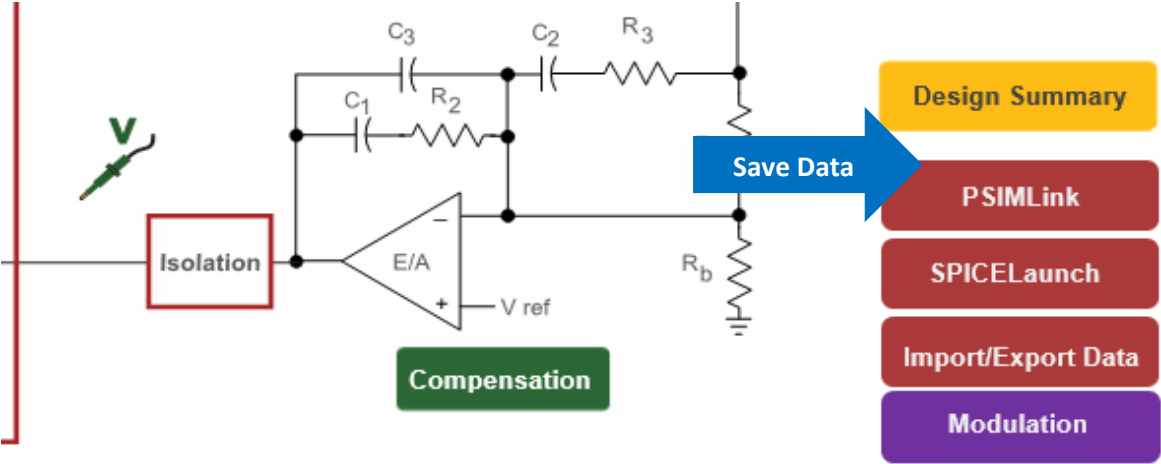 C3
C2
R3
C1
R2
V
Design Summary
Save Data
PSIMLink
Isolation
−
E/A
+
V ref
Rb
SPICELaunch
Compensation
Import/Export Data
Modulation